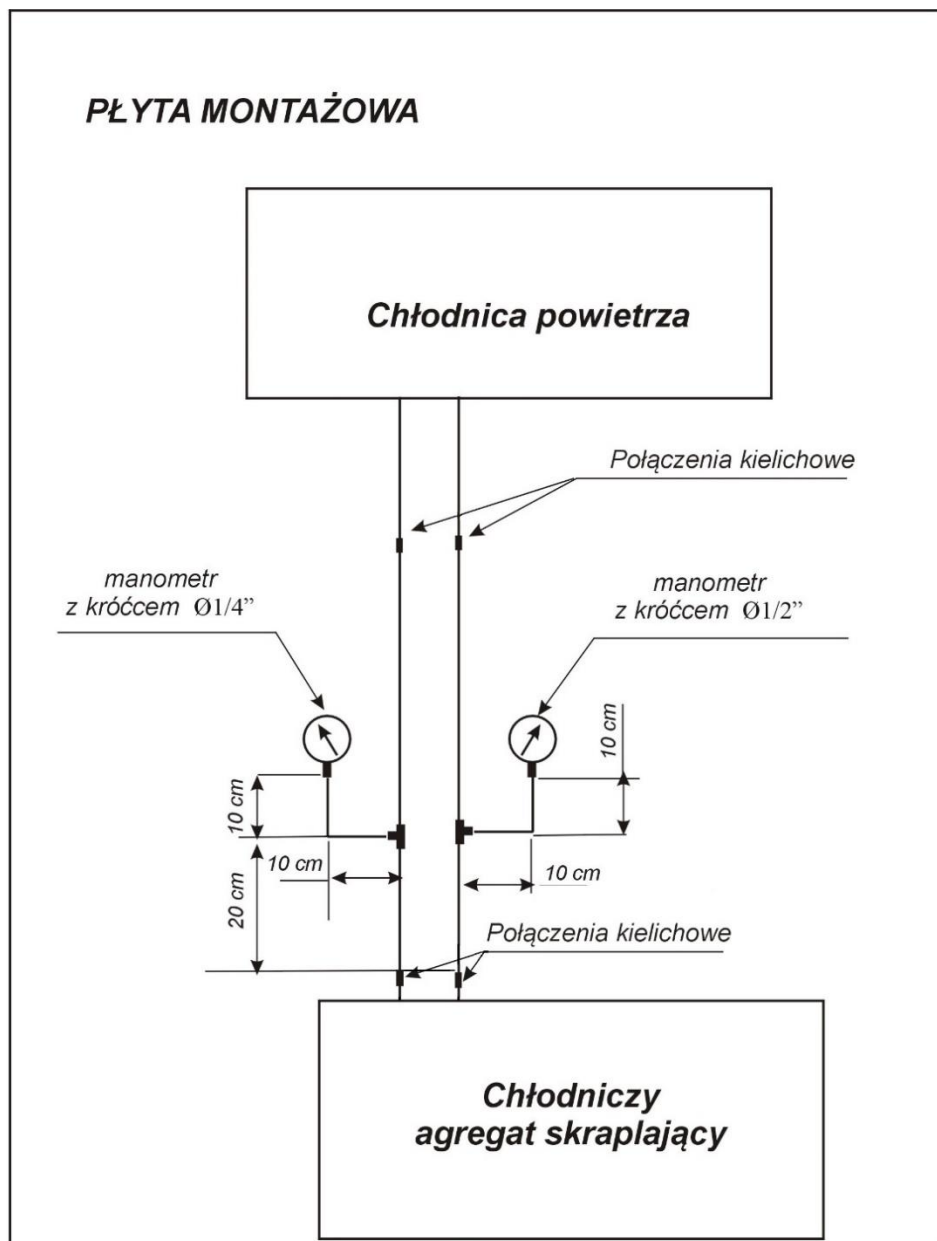 PŁYTA MONTAŻOWA
Chłodnica powietrza
Połączenia kielichowe
manometr
z króćcem Ø1/4”
manometr
z króćcem Ø1/2”
10 cm
10 cm
10 cm
10 cm
20 cm
Połączenia kielichowe
Chłodniczy
agregat skraplający